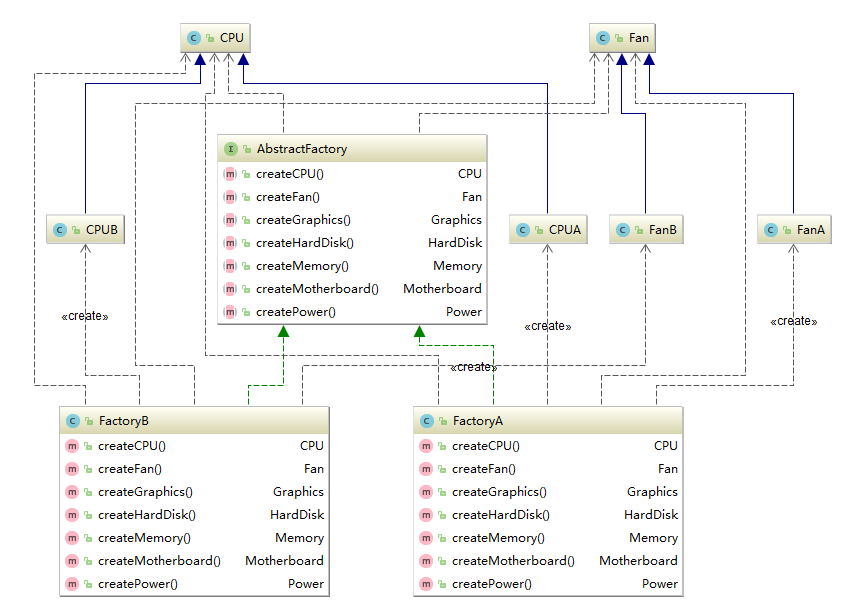 CPU
Fan
AbstractFactory
createCPU() CPU
createFan() Fan
createGraphics() Graphics
createHardDisk() HardDisk
createMemory() Memory
createMotherboard() Motherboard
createPower() Power
CPUB
CPUA
FanB
FanA
«create»
«create»
«create»
«create»
FactoryB
createCPU() CPU
createFan() Fan
createGraphics() Graphics
createHardDisk() HardDisk
createMemory() Memory
createMotherboard() Motherboard
createPower() Power
FactoryA
createCPU() CPU
createFan() Fan
createGraphics() Graphics
createHardDisk() HardDisk
createMemory() Memory
createMotherboard() Motherboard
createPower() Power